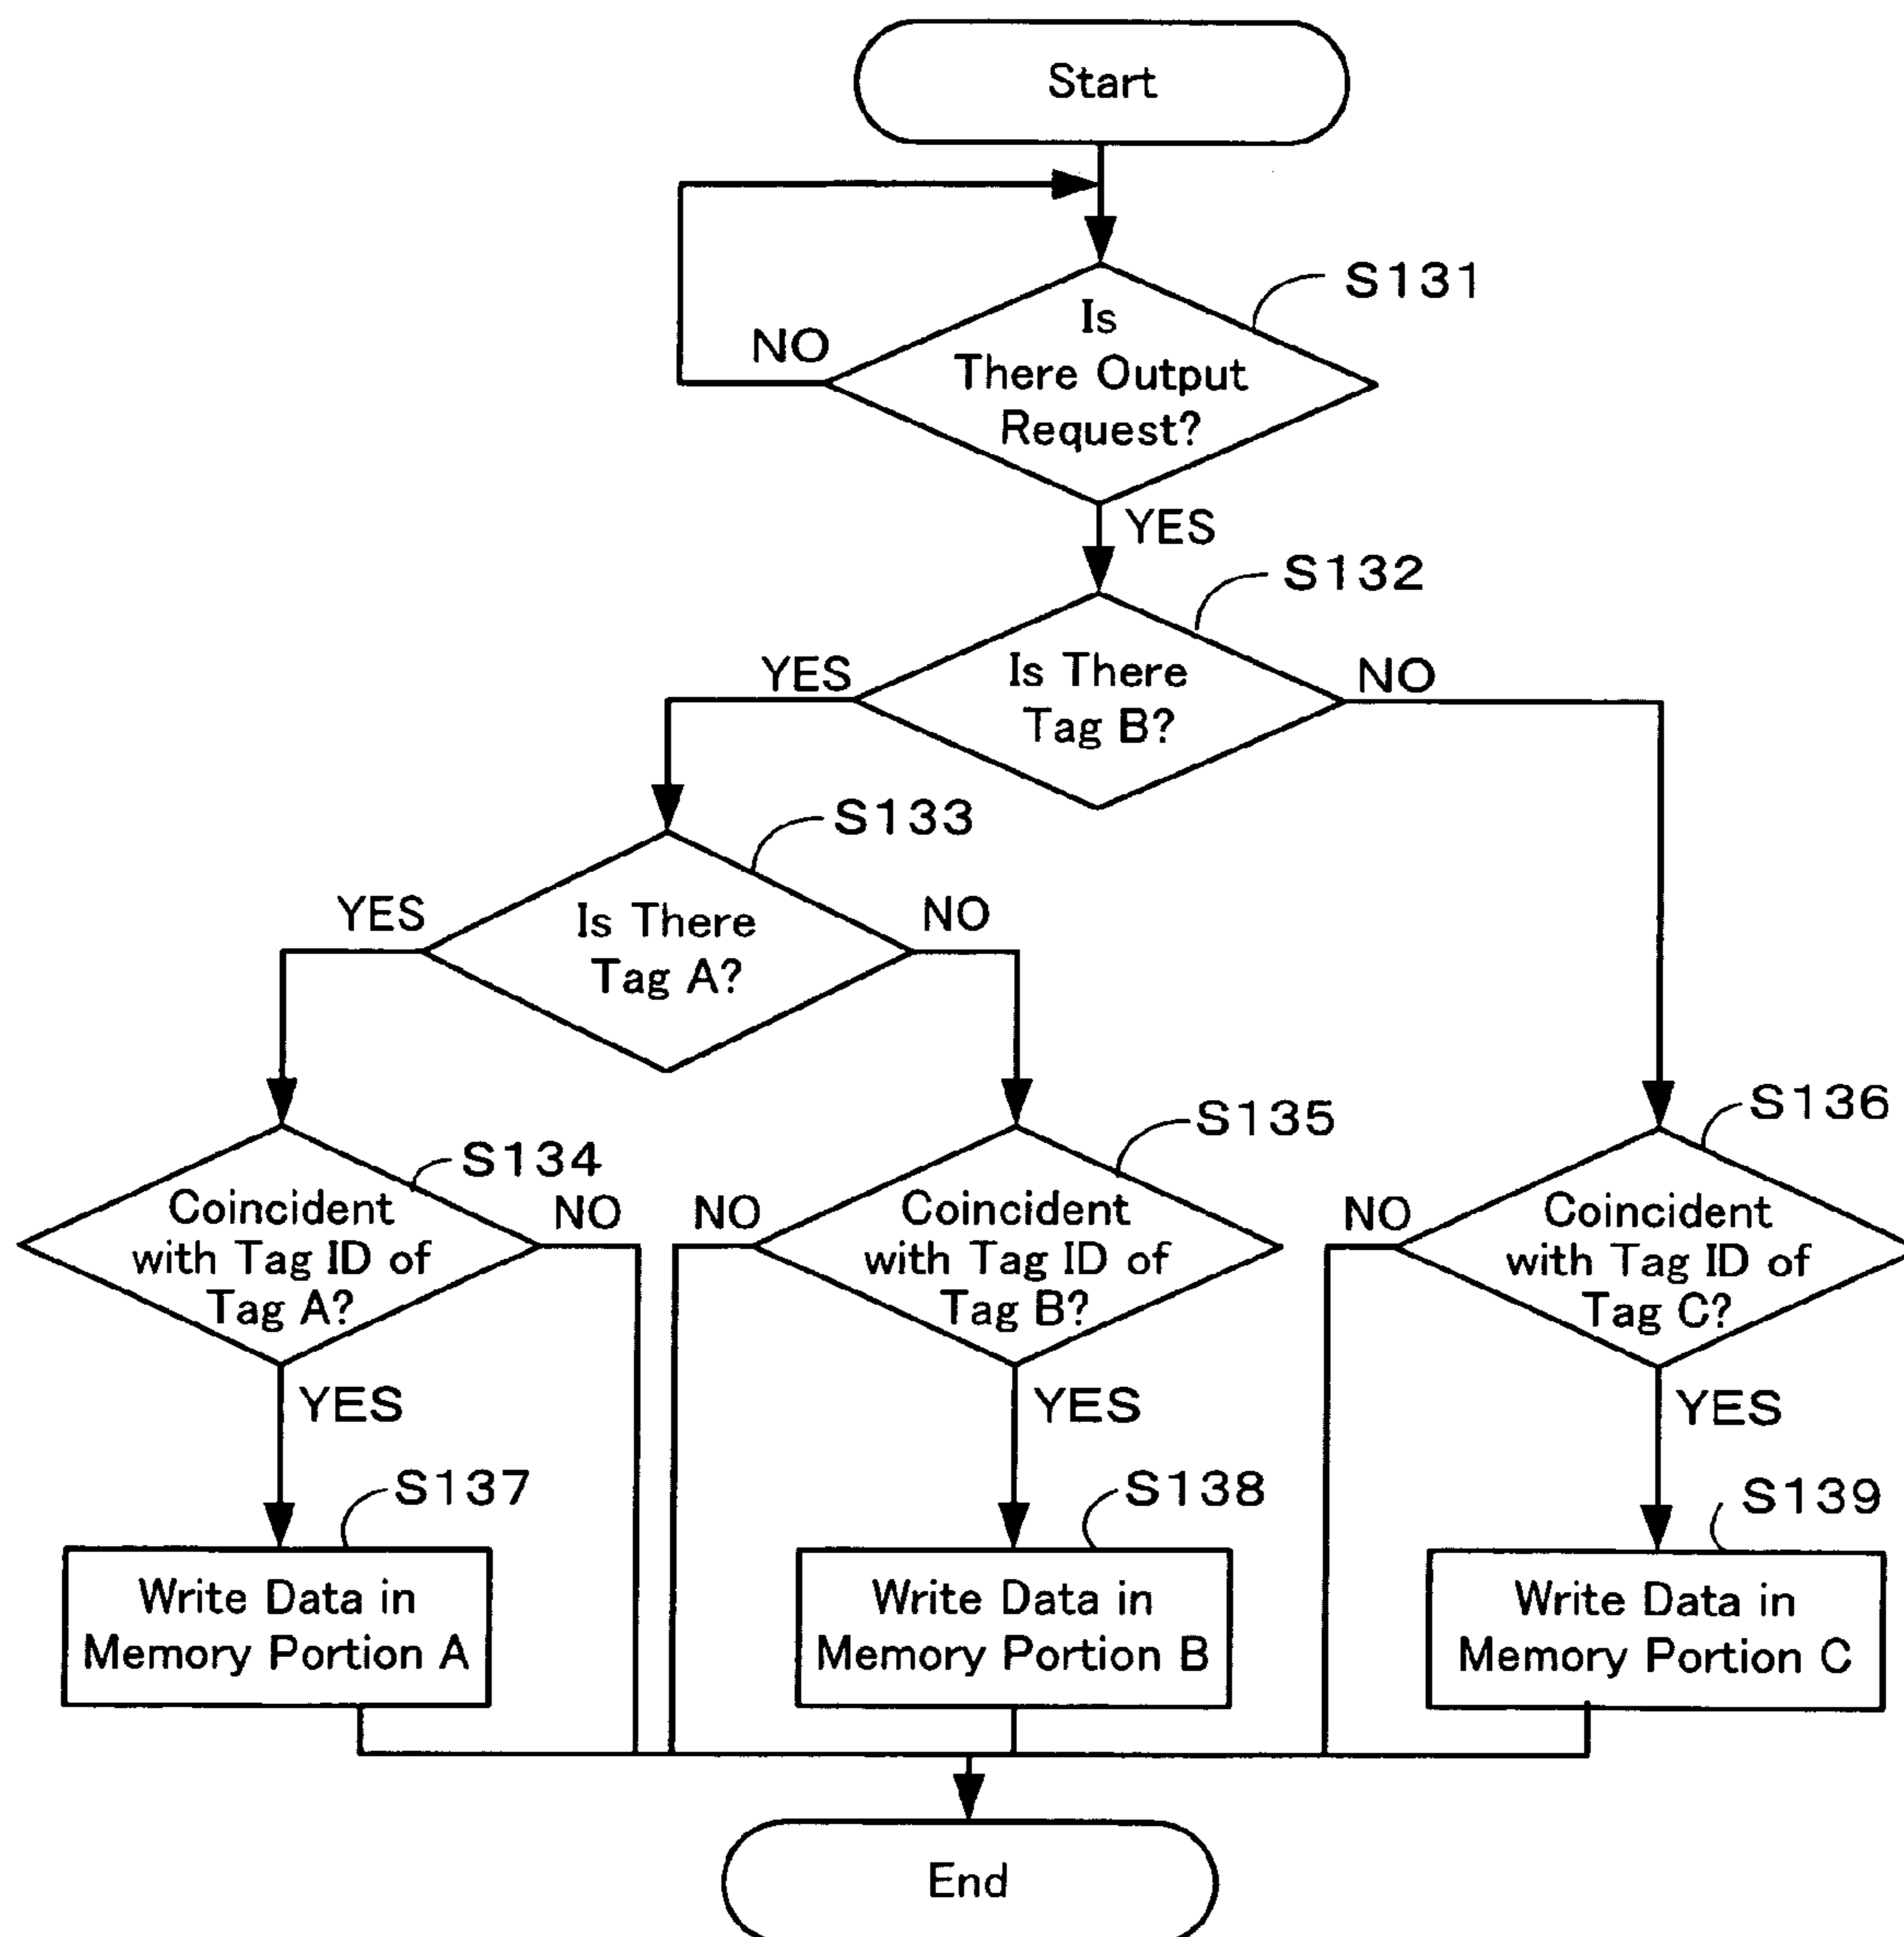 Start
S131
Is
There Output
Request?
NO
YES
S132
Is There
Tag B?
YES
NO
S133
Is There
Tag A?
YES
NO
S134
Coincident
with Tag ID of
Tag A?
NO
YES
S135
Coincident
with Tag ID of
Tag B?
NO
YES
S136
Coincident
with Tag ID of
Tag C?
NO
YES
S137
Write Data in
Memory Portion A
S138
Write Data in
Memory Portion B
S139
Write Data in
Memory Portion C
End